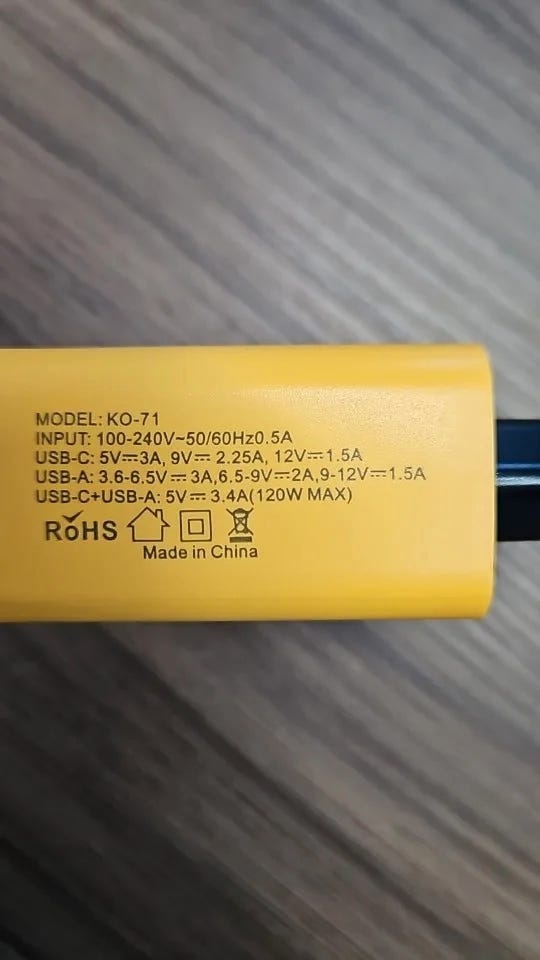 MODEL: KO-71
INPUT: 100-240V~50/60Hz0.5A
USB-C: 5V⎓3A, 9V⎓ 2.25A, 12V⎓1.5A
USB-A: 3.6-6.5V⎓ 3A,6.5-9V⎓2A,9-12V⎓1.5A
USB-C+USB-A: 5V⎓ 3.4A(120W MAX)
RoHS
Made in China